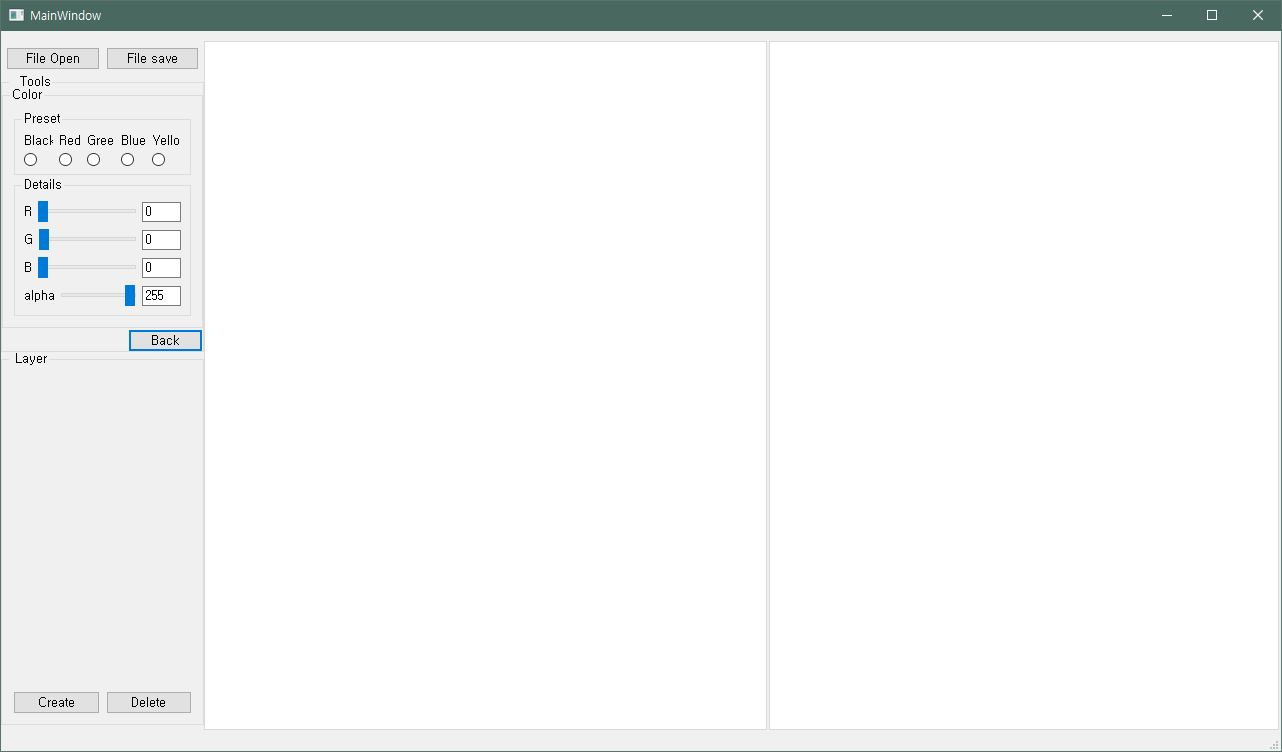 MainWindow
File Open File save
Tools
Color
Preset
Black Red Gree Blue Yello
Details
R 0
G 0
B 0
alpha 255
Back
Layer
Create Delete